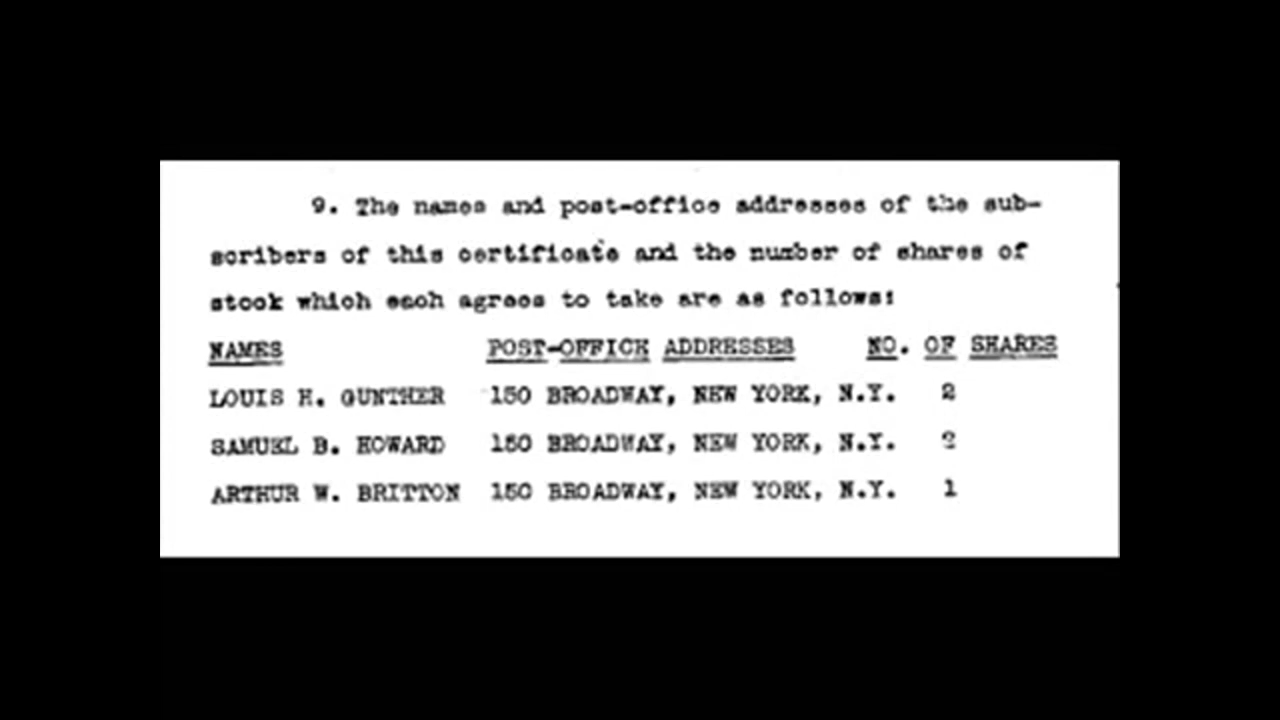 9. The names and post-office addresses of the sub-
scribers of this certificate and the number of shares of
stock which each agrees to take are as follows:
NAMES POST-OFFICE ADDRESSES NO. OF SHARES
LOUIS H. GUNTHER 150 BROADWAY, NEW YORK, N.Y. 2
SAMUEL B. HOWARD 150 BROADWAY, NEW YORK, N.Y. 2
ARTHUR W. BRITTON 150 BROADWAY, NEW YORK, N.Y. 1